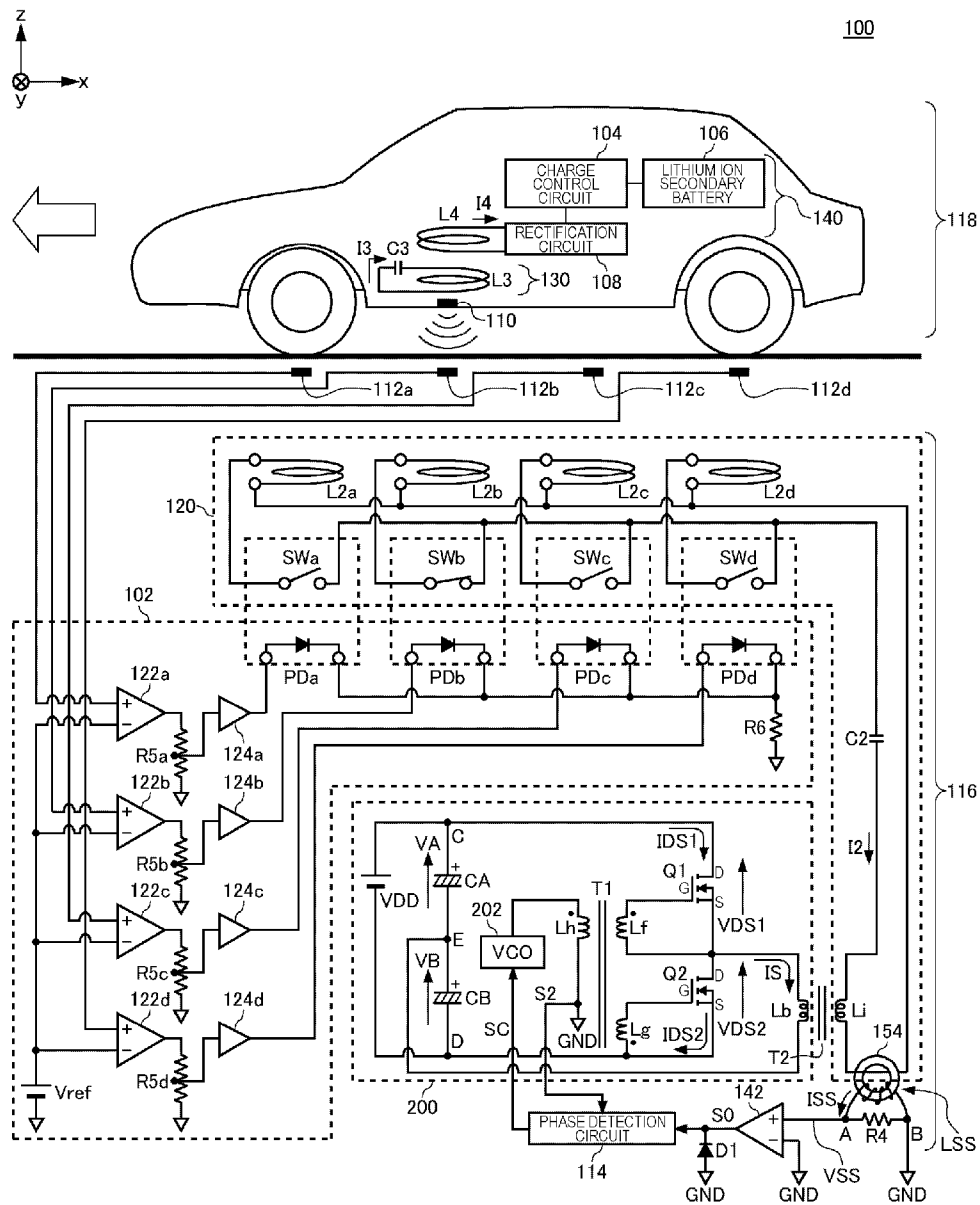 z
x
y
100
104
106
CHARGE
CONTROL
CIRCUIT
LITHIUM ION
SECONDARY
BATTERY
140
118
L4
I4
RECTIFICATION
CIRCUIT
108
I3
C3
L3
130
110
112a
112b
112c
112d
120
L2a
L2b
L2c
L2d
SWa
SWb
SWc
SWd
102
PDa
PDb
PDc
PDd
122a
+
−
R5a
124a
R6
C2
122b
+
−
R5b
124b
116
I2
122c
+
−
R5c
124c
122d
+
−
R5d
124d
Vref
VA
C
+
CA
VDD
E
VB
+
CB
D
202
VCO
SC
S2
Lh
T1
Lf
GND
Lg
IDS1
Q1
D
G
S
VDS1
Q2
D
G
S
IDS2
VDS2
IS
Lb
Li
T2
154
200
PHASE DETECTION
CIRCUIT
114
S0
D1
GND
142
+
−
GND
ISS
A
R4
B
VSS
LSS
GND